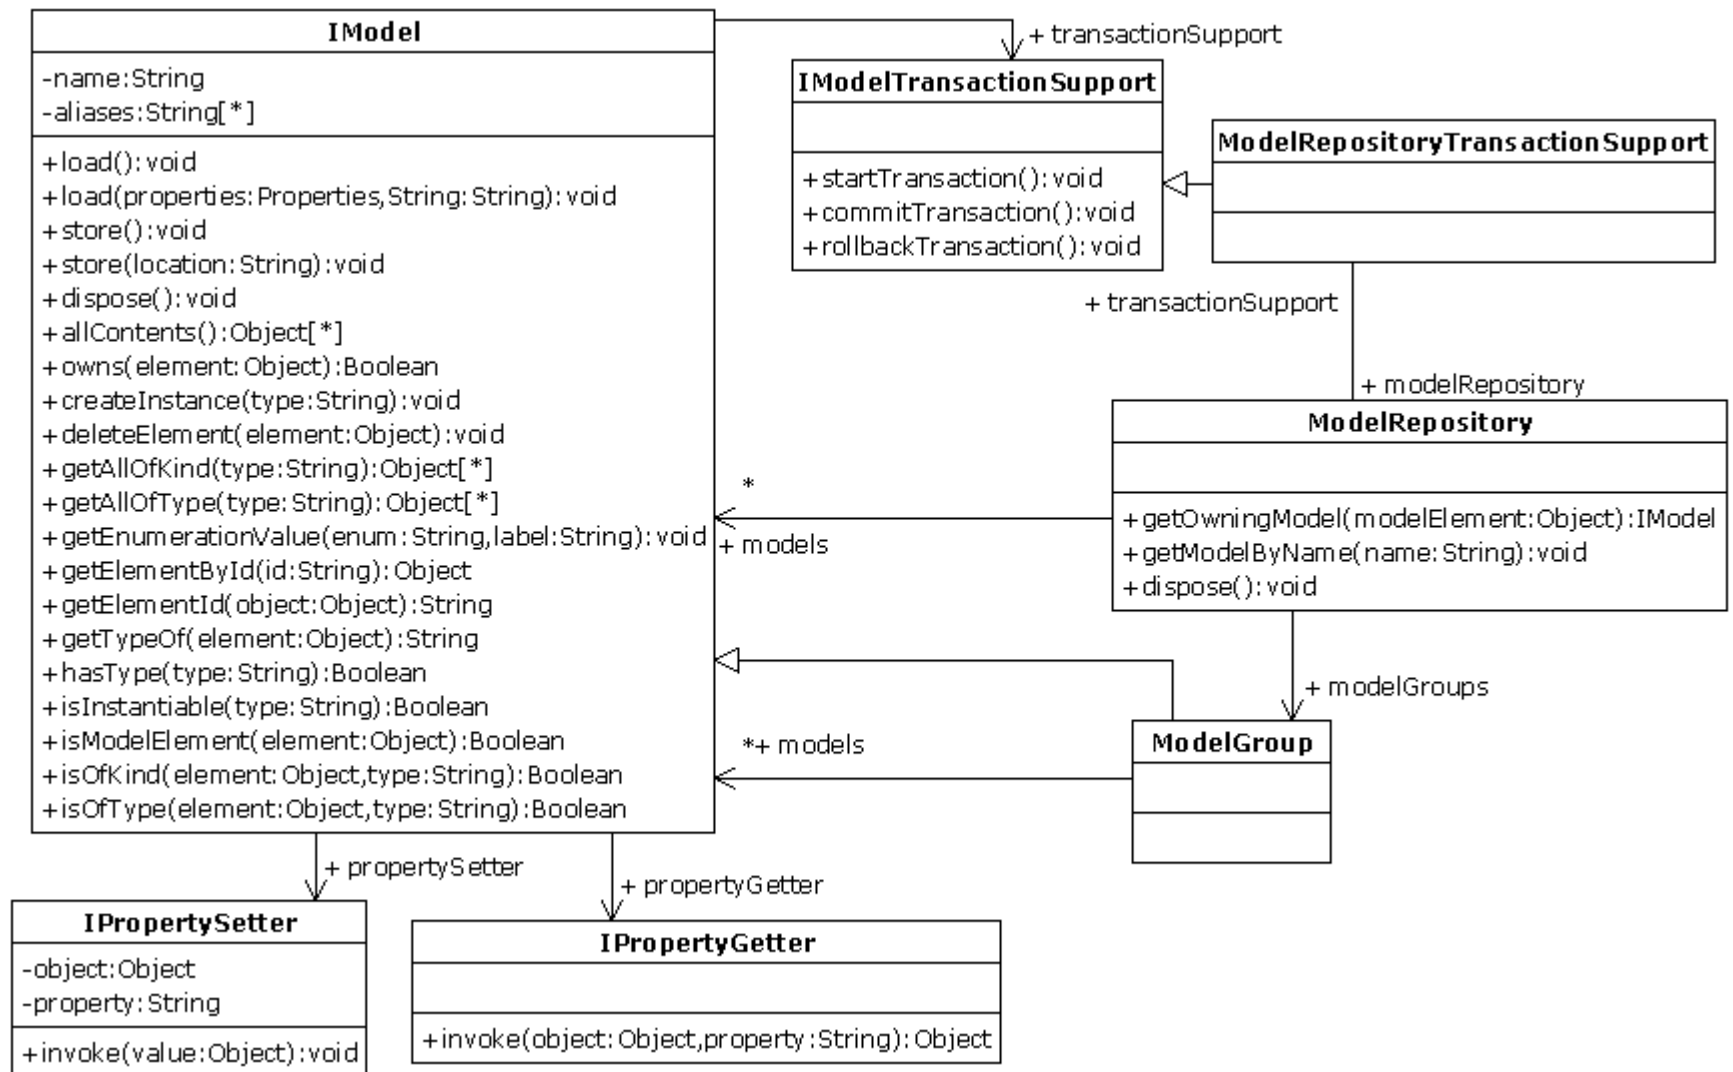 IModel
-name:String
-aliases:String[*]
+load():void
+load(properties:Properties,String:String):void
+store():void
+store(location:String):void
+dispose():void
+allContents():Object[*]
+owns(element:Object):Boolean
+createInstance(type:String):void
+deleteElement(element:Object):void
+getAllOfKind(type:String):Object[*]
+getAllOfType(type:String):Object[*]
+getEnumerationValue(enum:String,label:String):void
+getElementById(id:String):Object
+getElementId(object:Object):String
+getTypeOf(element:Object):String
+hasType(type:String):Boolean
+isInstantiable(type:String):Boolean
+isModelElement(element:Object):Boolean
+isOfKind(element:Object,type:String):Boolean
+isOfType(element:Object,type:String):Boolean
+ transactionSupport
IModelTransactionSupport
+startTransaction():void
+commitTransaction():void
+rollbackTransaction():void
ModelRepositoryTransactionSupport
+ transactionSupport
+ modelRepository
ModelRepository
+getOwningModel(modelElement:Object):IModel
+getModelByName(name:String):void
+dispose():void
*
+ models
+ modelGroups
ModelGroup
*+ models
+ propertySetter
IPropertySetter
-object:Object
-property:String
+invoke(value:Object):void
+ propertyGetter
IPropertyGetter
+invoke(object:Object,property:String):Object